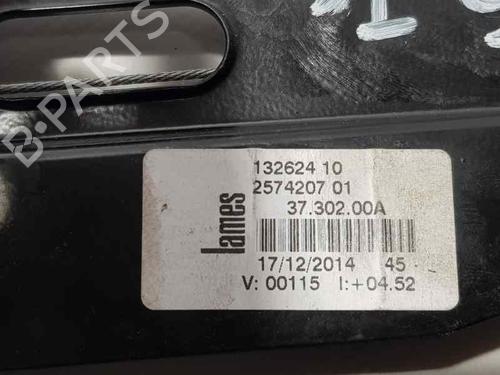 B-PARTS
lames
132624 10
2574207 01
37.302.00A
17/12/2014 45
V: 00115 I:+04.52